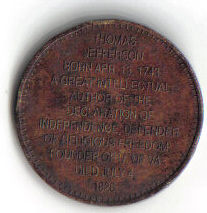 THOMAS
JEFFERSON
BORN APR. 13, 1743
A GREAT INTELLECTUAL
AUTHOR OF THE
DECLARATION OF
INDEPENDENCE, DEFENDER
OF RELIGIOUS FREEDOM
FOUNDER OF U. OF VA.
DIED JULY 4
1826